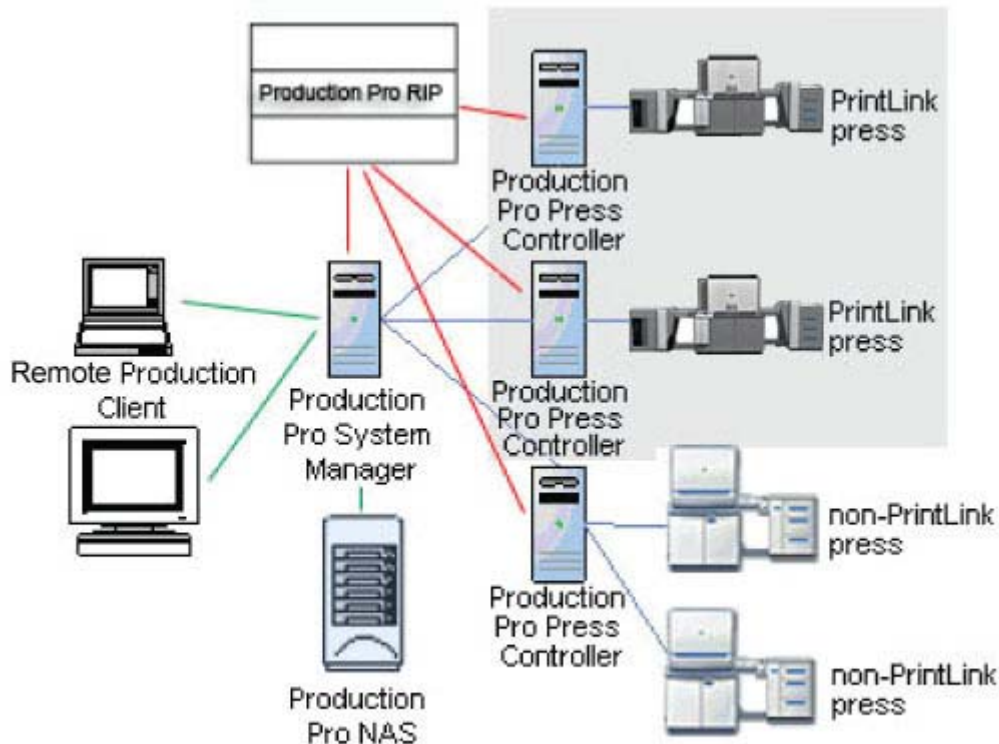 Production Pro RIP
PrintLink
press
Production
Pro Press
Controller
PrintLink
press
Remote Production
Client
Production
Pro System
Manager
Production
Pro Press
Controller
non-PrintLink
press
Production
Pro Press
Controller
non-PrintLink
press
Production
Pro NAS